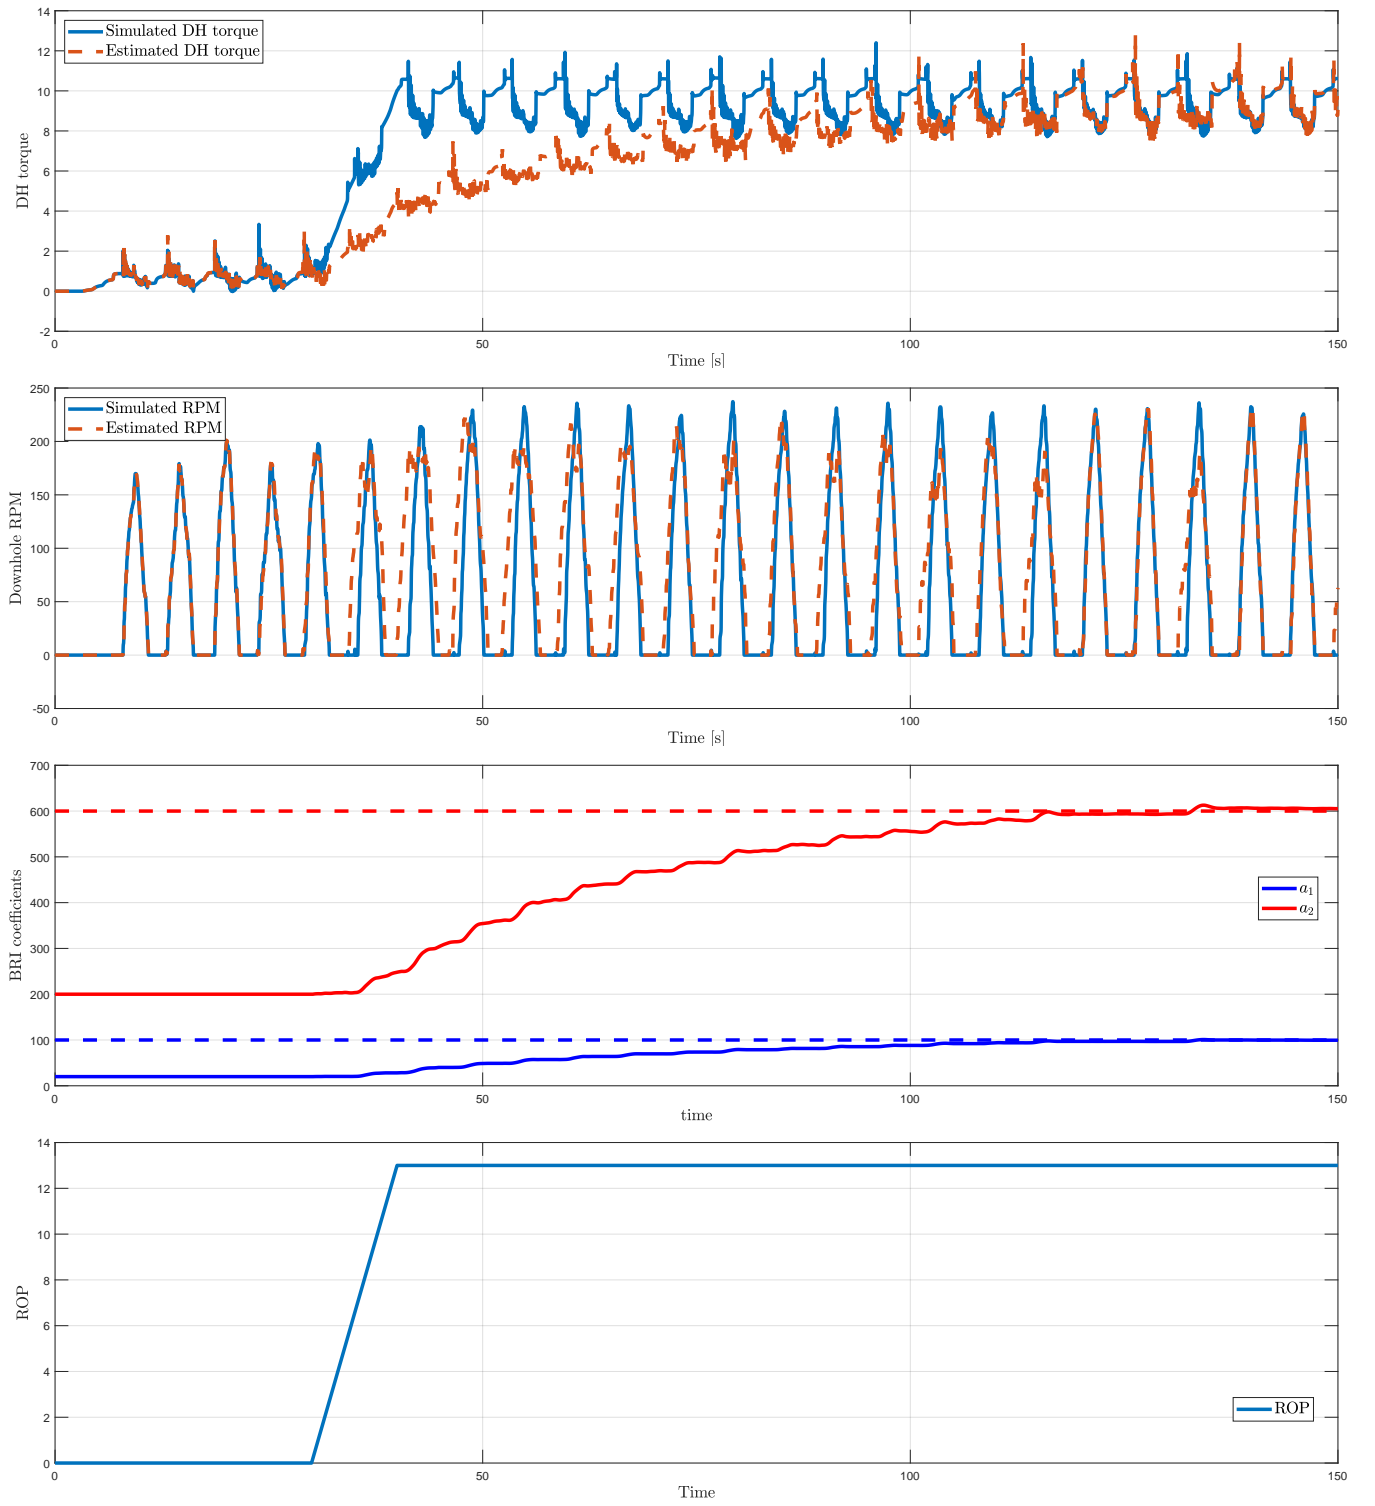 14
12
10
8
6
4
2
0
-2
DH torque
Simulated DH torque
Estimated DH torque
0 50 100 150
Time [s]
250
200
150
100
50
0
-50
Downhole RPM
Simulated RPM
Estimated RPM
0 50 100 150
Time [s]
700
600
500
400
300
200
100
0
BRI coefficients
a₁
a₂
0 50 100 150
time
14
12
10
8
6
4
2
0
ROP
ROP
0 50 100 150
Time